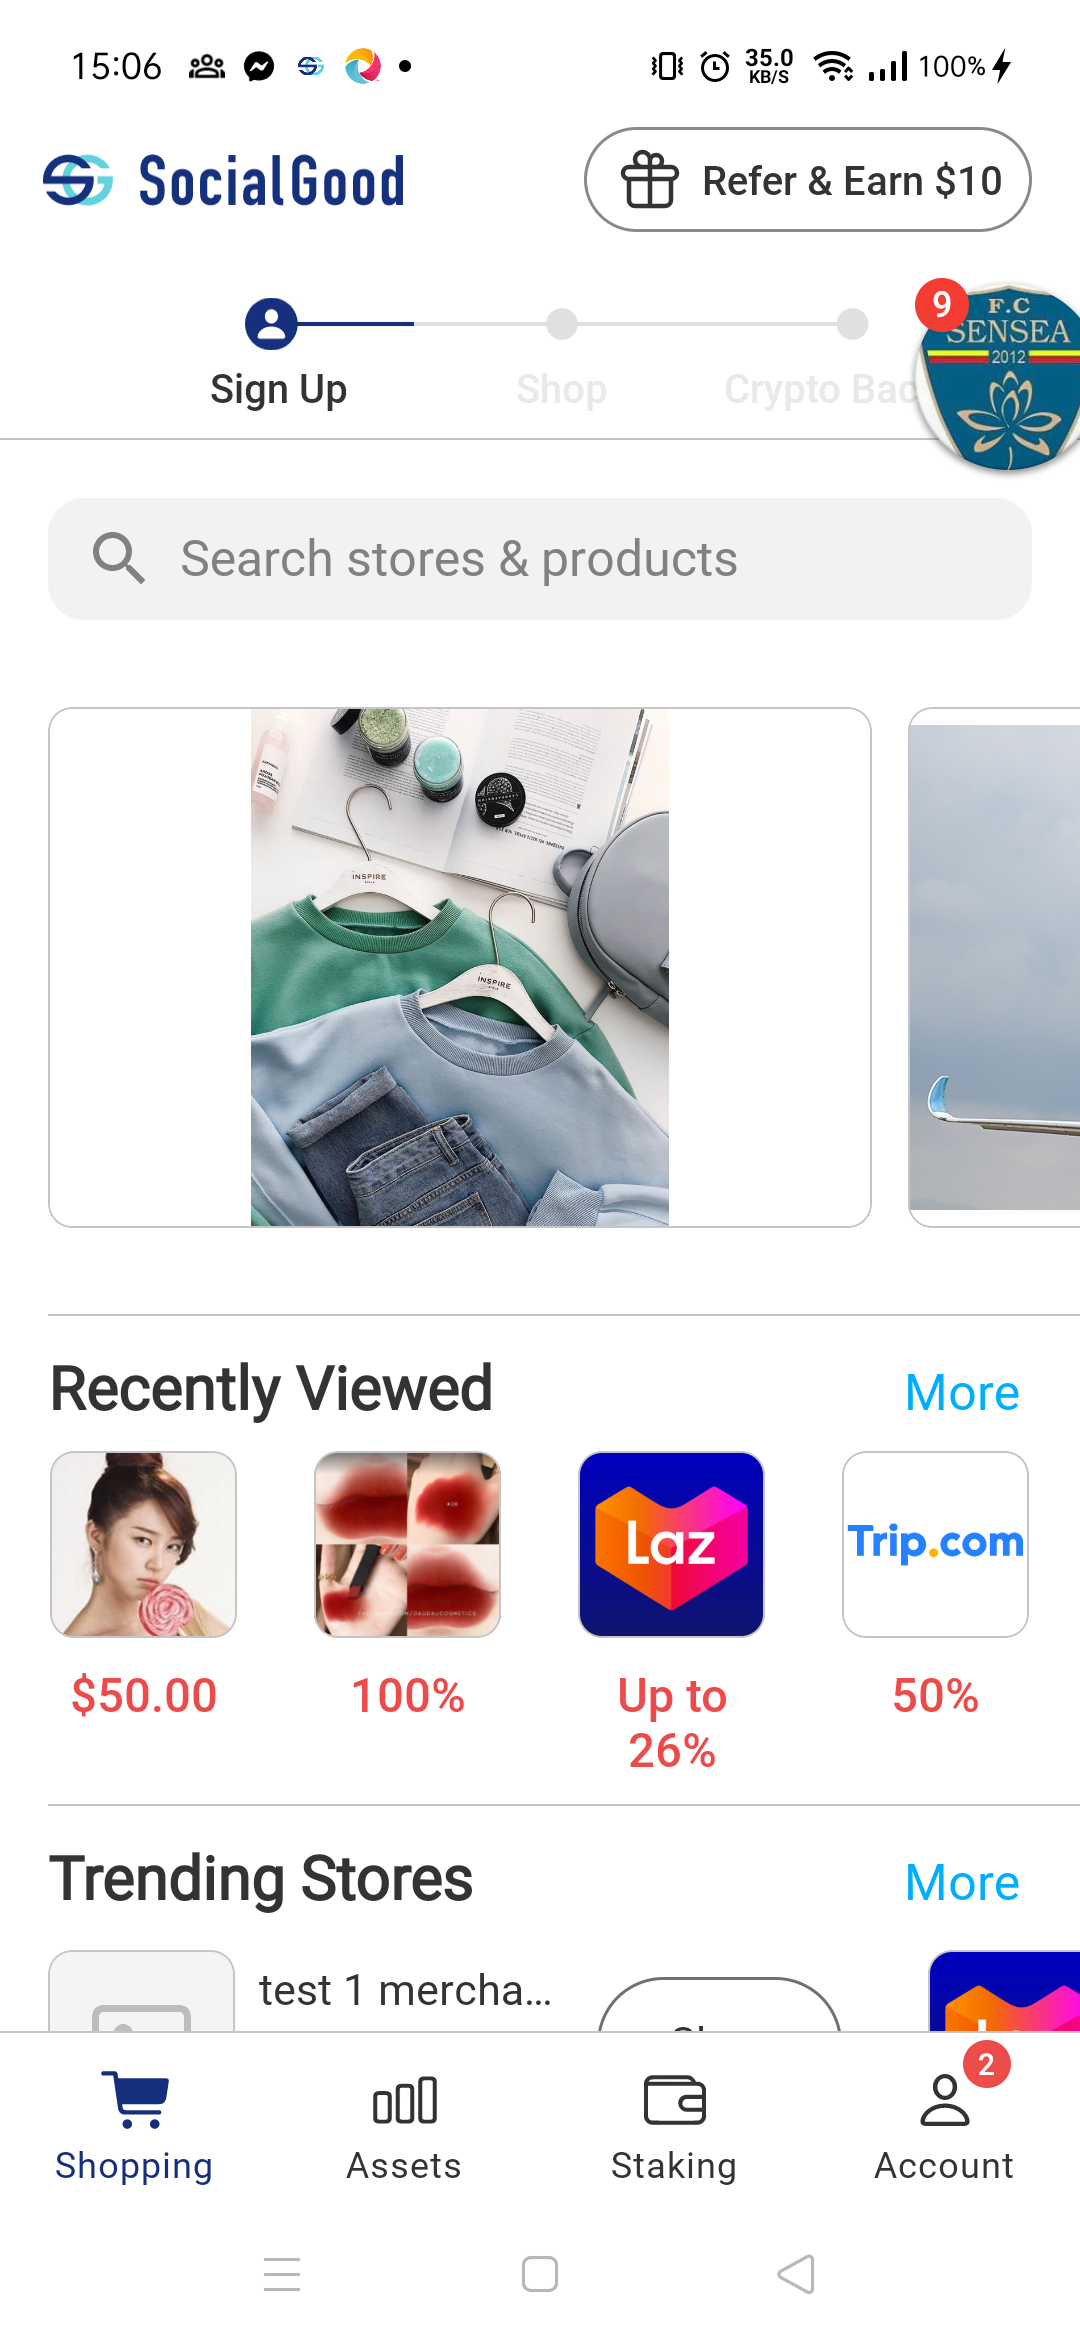 15:06
35.0
KB/S
100%
SocialGood
Refer & Earn $10
Sign Up
Shop
Crypto Bac
9
F.C
SENSEA
2012
Search stores & products
INSPIRE
INSPIRE
Recently Viewed
More
Laz
Trip.com
$50.00
100%
Up to
26%
50%
Trending Stores
More
test 1 mercha...
2
Shopping
Assets
Staking
Account